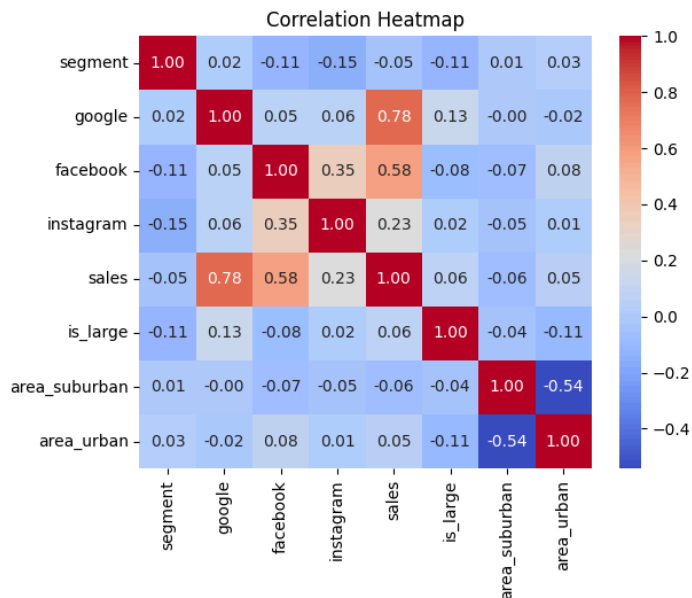 Correlation Heatmap
segment 1.00 0.02 -0.11 -0.15 -0.05 -0.11 0.01 0.03
google 0.02 1.00 0.05 0.06 0.78 0.13 -0.00 -0.02
facebook -0.11 0.05 1.00 0.35 0.58 -0.08 -0.07 0.08
instagram -0.15 0.06 0.35 1.00 0.23 0.02 -0.05 0.01
sales -0.05 0.78 0.58 0.23 1.00 0.06 -0.06 0.05
is_large -0.11 0.13 -0.08 0.02 0.06 1.00 -0.04 -0.11
area_suburban 0.01 -0.00 -0.07 -0.05 -0.06 -0.04 1.00 -0.54
area_urban 0.03 -0.02 0.08 0.01 0.05 -0.11 -0.54 1.00
segment
google
facebook
instagram
sales
is_large
area_suburban
area_urban
1.0
0.8
0.6
0.4
0.2
0.0
−0.2
−0.4